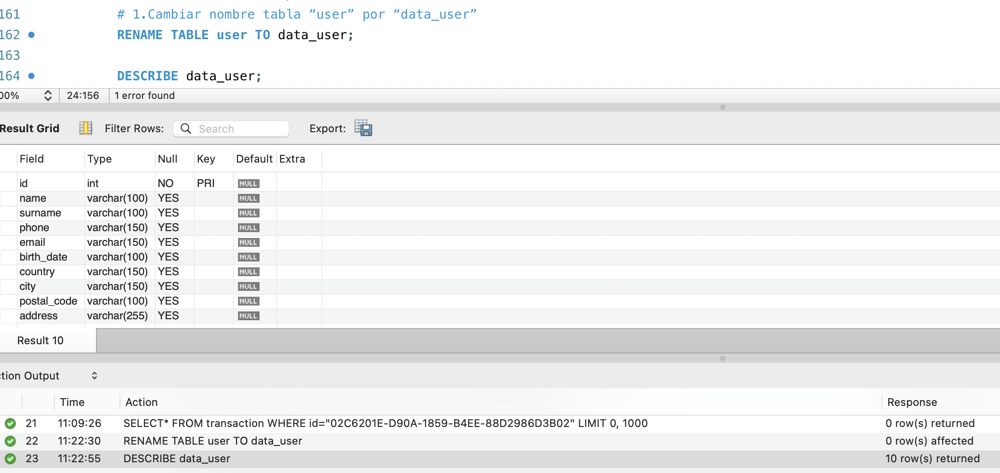 161 # 1.Cambiar nombre tabla “user” por “data_user”
162 RENAME TABLE user TO data_user;
163
164 DESCRIBE data_user;
00% 24:156 1 error found
Result Grid Filter Rows: Search Export:
Field Type Null Key Default Extra
id int NO PRI NULL
name varchar(100) YES NULL
surname varchar(100) YES NULL
phone varchar(150) YES NULL
email varchar(150) YES NULL
birth_date varchar(100) YES NULL
country varchar(150) YES NULL
city varchar(150) YES NULL
postal_code varchar(100) YES NULL
address varchar(255) YES NULL
Result 10
tion Output
Time Action Response
21 11:09:26 SELECT* FROM transaction WHERE id="02C6201E-D90A-1859-B4EE-88D2986D3B02" LIMIT 0, 1000 0 row(s) returned
22 11:22:30 RENAME TABLE user TO data_user 0 row(s) affected
23 11:22:55 DESCRIBE data_user 10 row(s) returned